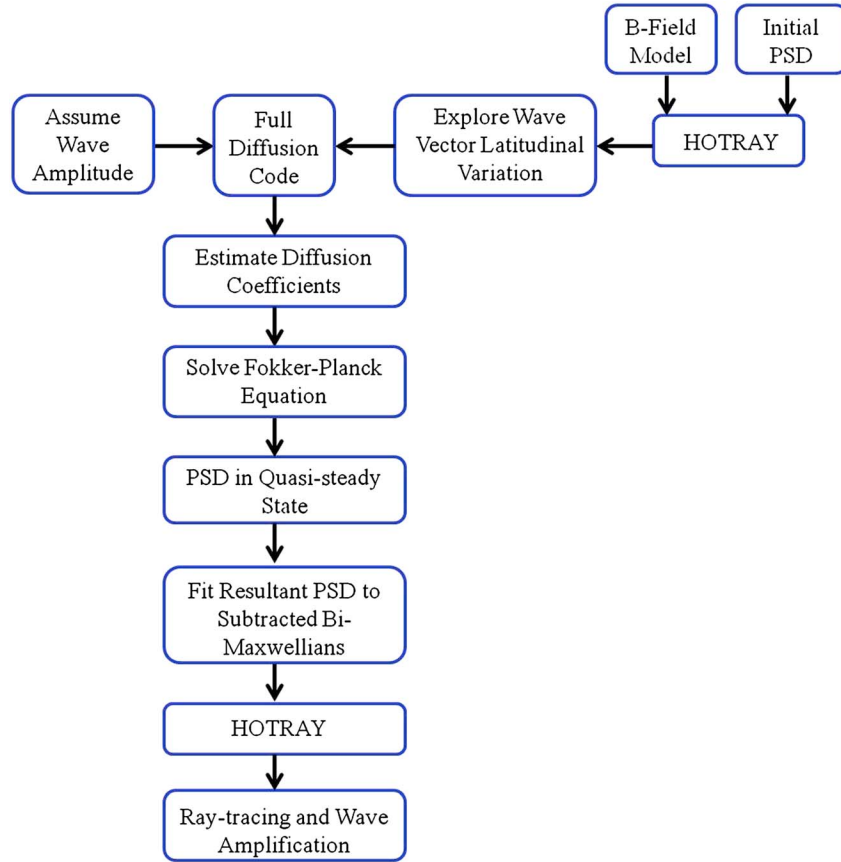 B-Field
Model
Initial
PSD
Assume
Wave
Amplitude
Full
Diffusion
Code
Explore Wave
Vector Latitudinal
Variation
HOTRAY
Estimate Diffusion
Coefficients
Solve Fokker-Planck
Equation
PSD in Quasi-steady
State
Fit Resultant PSD to
Subtracted Bi-
Maxwellians
HOTRAY
Ray-tracing and Wave
Amplification